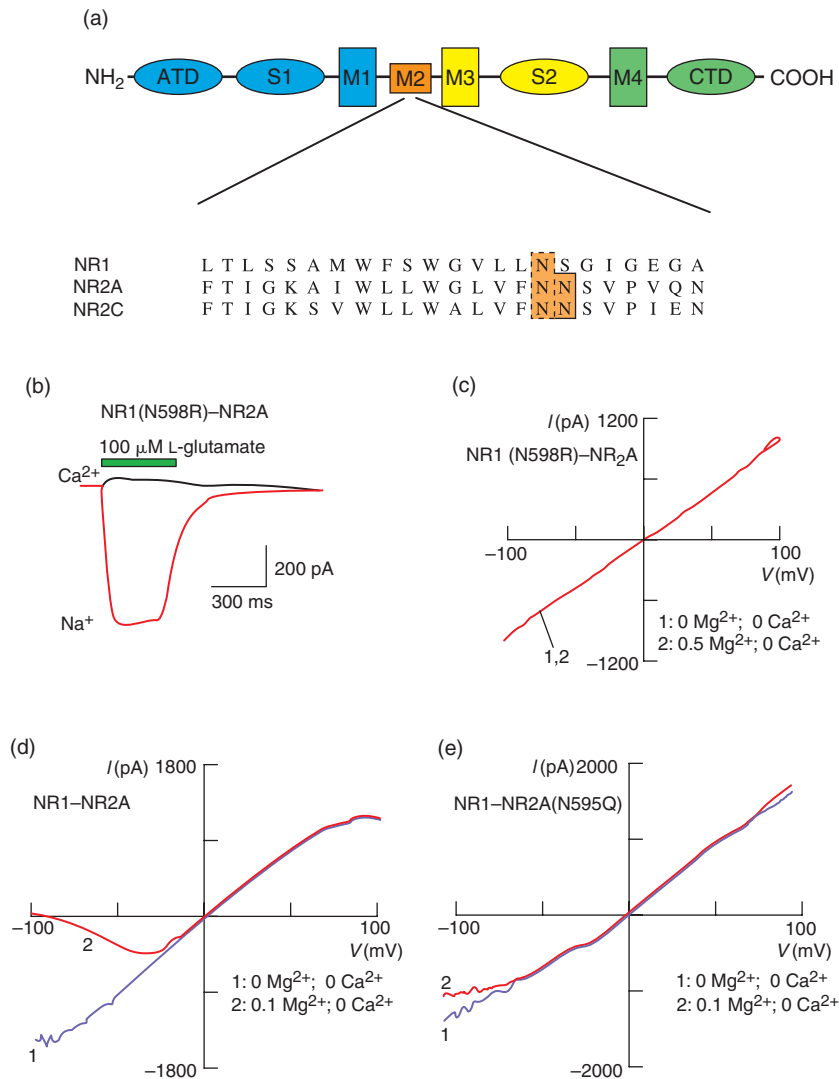 (a)
NH2 ATD S1 M1 M2 M3 S2 M4 CTD COOH
NR1 L T L S S A M W F S W G V L L N S G I G E G A
NR2A F T I G K A I W L L W G L V F N N S V P V Q N
NR2C F T I G K S V W L L W A L V F N N S V P I E N
(b)
NR1(N598R)–NR2A
100 μM L-glutamate
Ca2+
200 pA
300 ms
Na+
(c)
I (pA) 1200
NR1 (N598R)–NR2A
–100 100
V (mV)
1: 0 Mg2+; 0 Ca2+
2: 0.5 Mg2+; 0 Ca2+
1,2
–1200
(d)
I (pA) 1800
NR1–NR2A
–100 100
2 V (mV)
1: 0 Mg2+; 0 Ca2+
2: 0.1 Mg2+; 0 Ca2+
1
–1800
(e)
I (pA) 2000
NR1–NR2A(N595Q)
–100 100
V (mV)
2 1: 0 Mg2+; 0 Ca2+
2: 0.1 Mg2+; 0 Ca2+
1
–2000